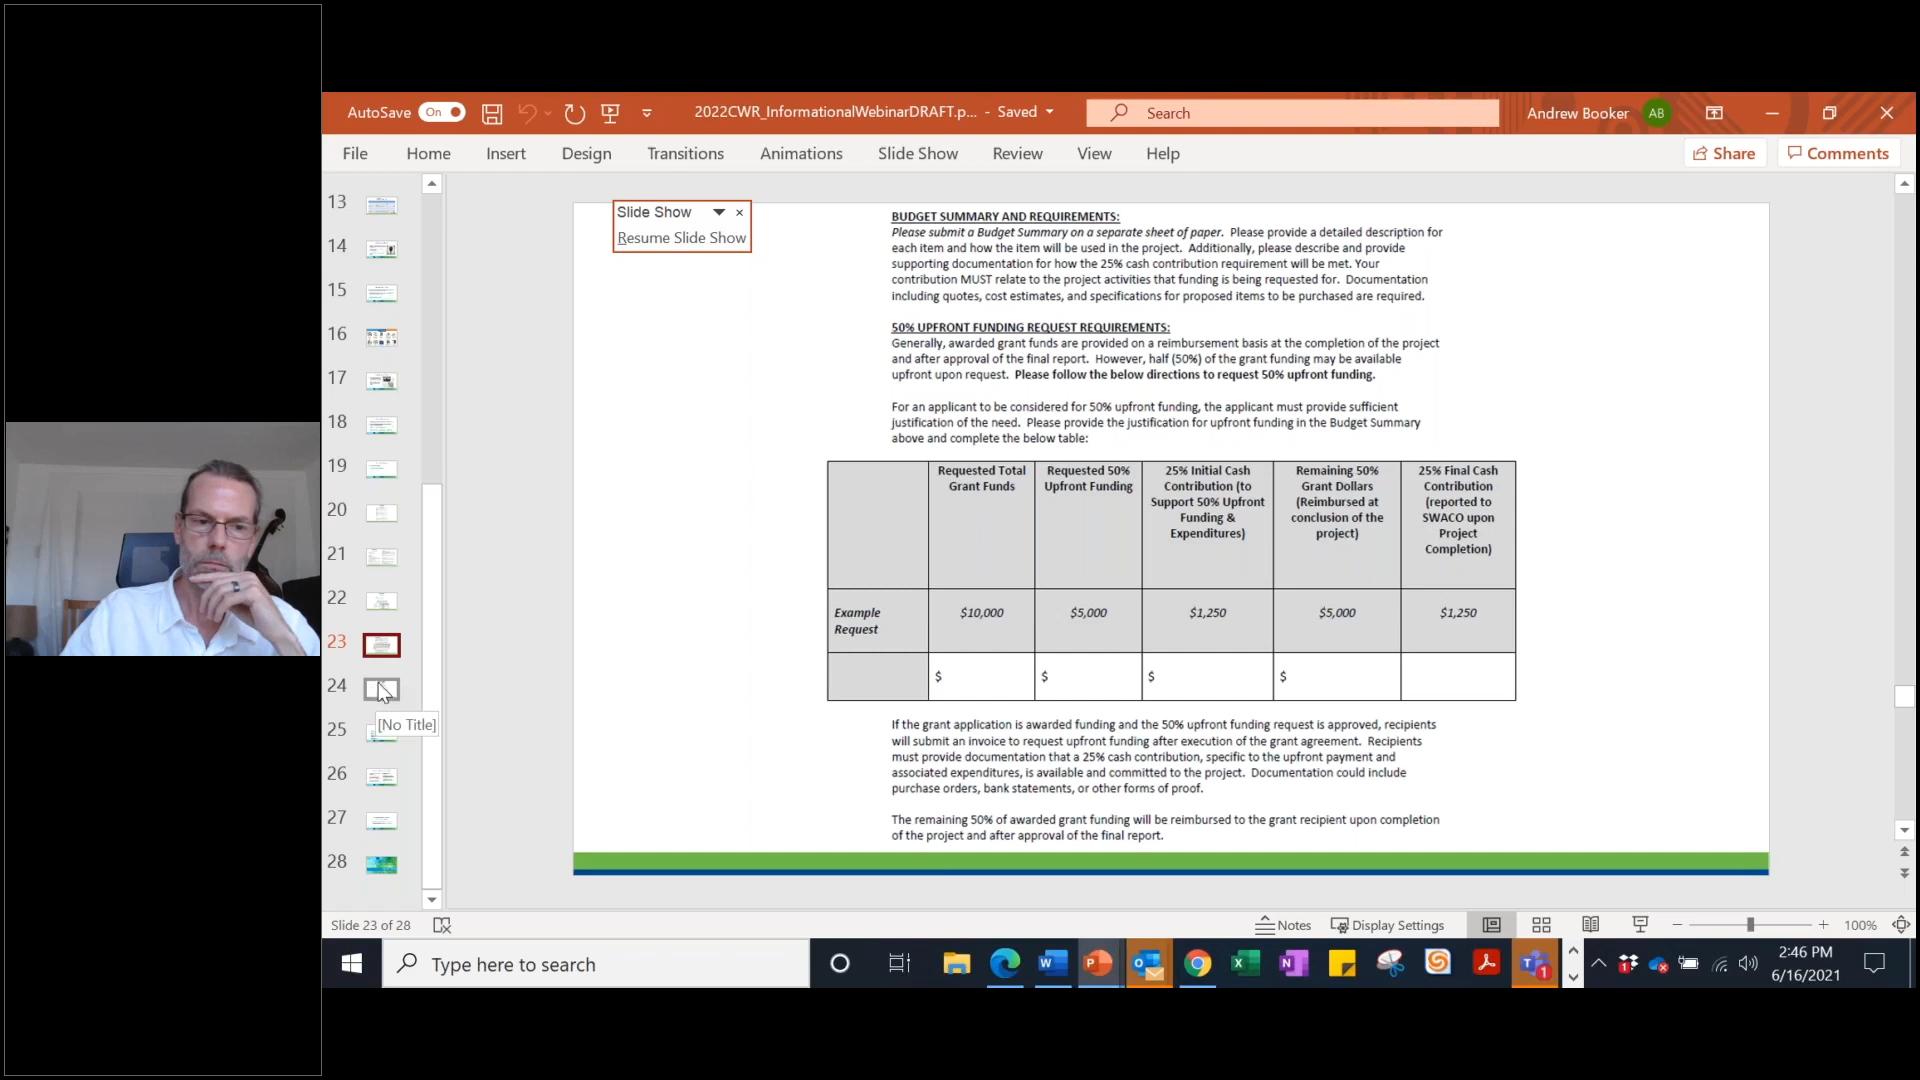 AutoSave On 2022CWR_InformationalWebinarDRAFT.p... - Saved Search Andrew Booker AB
File Home Insert Design Transitions Animations Slide Show Review View Help Share Comments
13
14
15
16
17
18
19
20
21
22
23
24
[No Title]
25
26
27
28
Slide Show
Resume Slide Show
BUDGET SUMMARY AND REQUIREMENTS:
Please submit a Budget Summary on a separate sheet of paper. Please provide a detailed description for
each item and how the item will be used in the project. Additionally, please describe and provide
supporting documentation for how the 25% cash contribution requirement will be met. Your
contribution MUST relate to the project activities that funding is being requested for. Documentation
including quotes, cost estimates, and specifications for proposed items to be purchased are required.
50% UPFRONT FUNDING REQUEST REQUIREMENTS:
Generally, awarded grant funds are provided on a reimbursement basis at the completion of the project
and after approval of the final report. However, half (50%) of the grant funding may be available
upfront upon request. Please follow the below directions to request 50% upfront funding.
For an applicant to be considered for 50% upfront funding, the applicant must provide sufficient
justification of the need. Please provide the justification for upfront funding in the Budget Summary
above and complete the below table:
Requested Total
Grant Funds
Requested 50%
Upfront Funding
25% Initial Cash
Contribution (to
Support 50% Upfront
Funding &
Expenditures)
Remaining 50%
Grant Dollars
(Reimbursed at
conclusion of the
project)
25% Final Cash
Contribution
(reported to
SWACO upon
Project
Completion)
Example
Request
$10,000 $5,000 $1,250 $5,000 $1,250
$ $ $ $
If the grant application is awarded funding and the 50% upfront funding request is approved, recipients
will submit an invoice to request upfront funding after execution of the grant agreement. Recipients
must provide documentation that a 25% cash contribution, specific to the upfront payment and
associated expenditures, is available and committed to the project. Documentation could include
purchase orders, bank statements, or other forms of proof.
The remaining 50% of awarded grant funding will be reimbursed to the grant recipient upon completion
of the project and after approval of the final report.
Slide 23 of 28 Notes Display Settings 100%
Type here to search
2:46 PM
6/16/2021